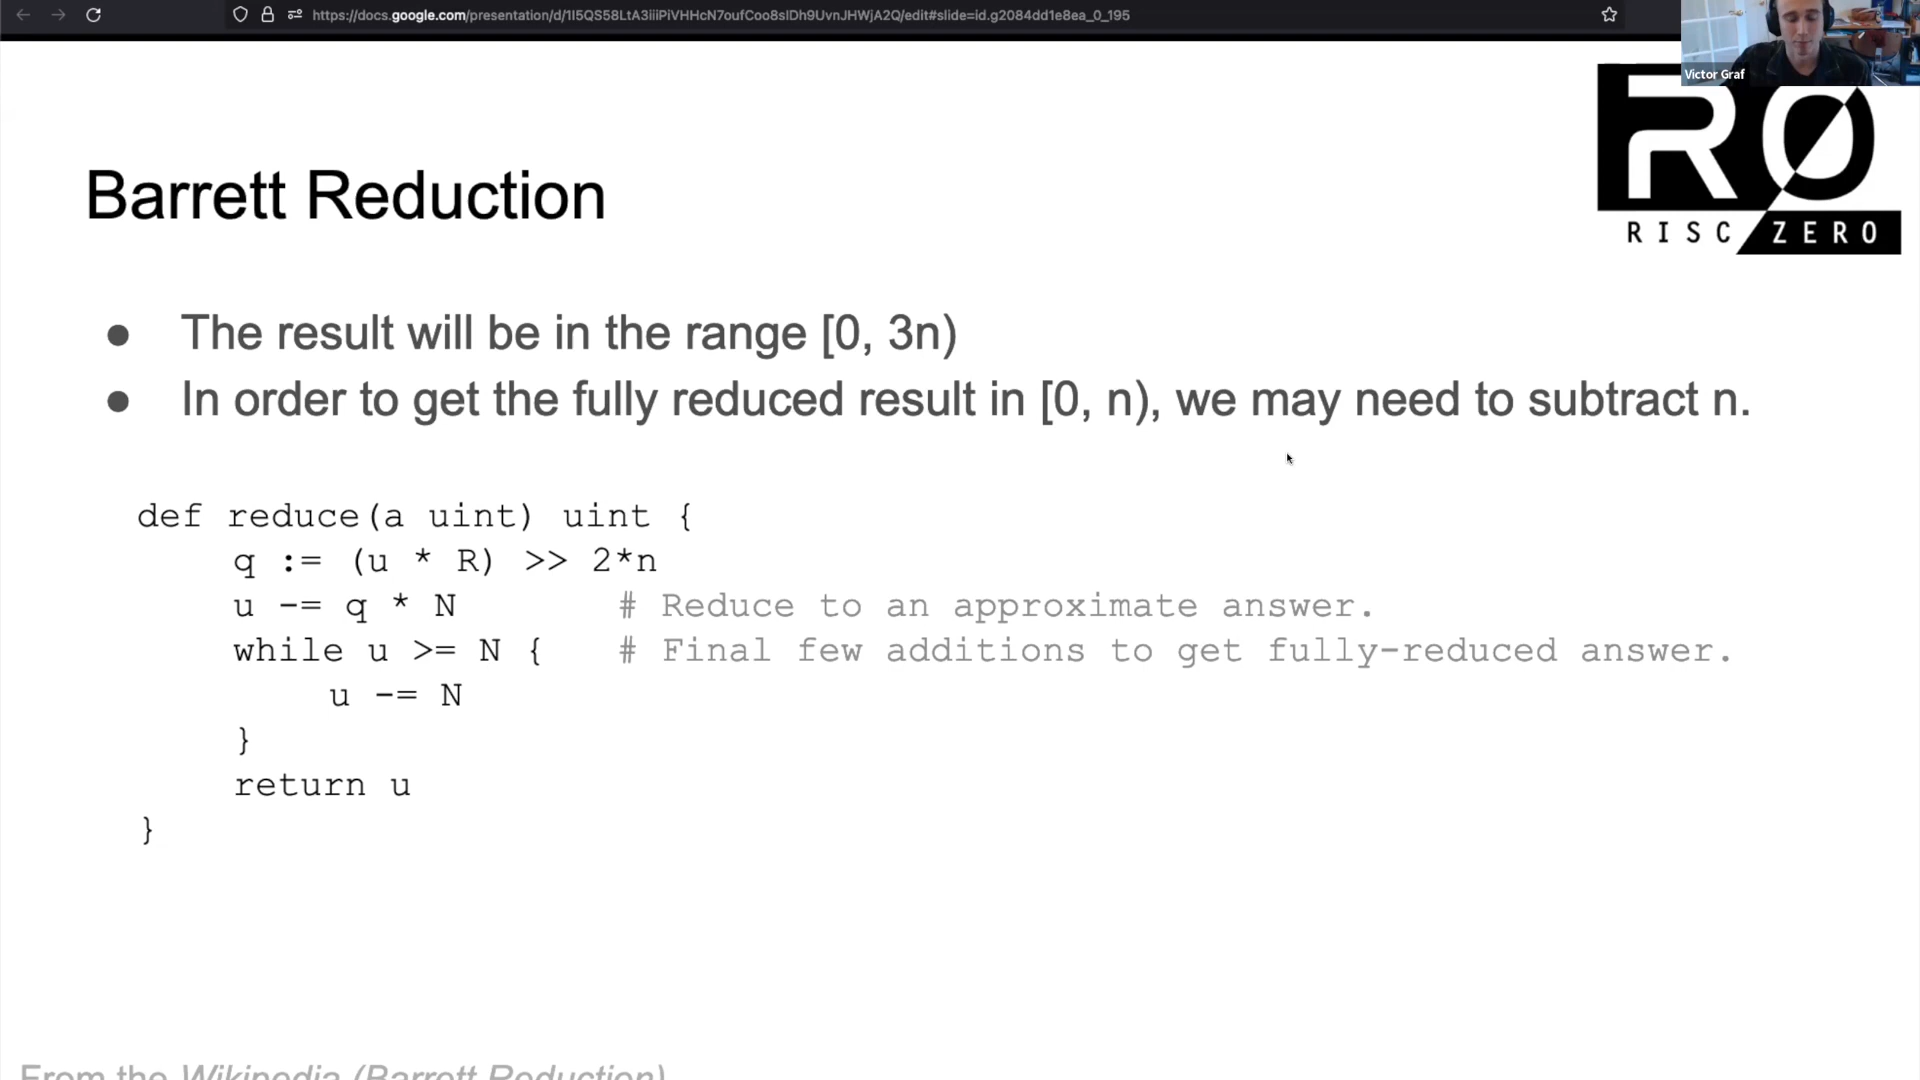 https://docs.google.com/presentation/d/1I5QS58LtA3iiiPiVHHcN7oufCoo8slDh9UvnJHWjA2Q/edit#slide=id.g2084dd1e8ea_0_195
Victor Graf
R0
RISC ZERO
Barrett Reduction
● The result will be in the range [0, 3n)
● In order to get the fully reduced result in [0, n), we may need to subtract n.
def reduce(a uint) uint {
q := (u * R) >> 2*n
u -= q * N # Reduce to an approximate answer.
while u >= N { # Final few additions to get fully-reduced answer.
u -= N
}
return u
}
From the Wikipedia (Barrett Reduction)